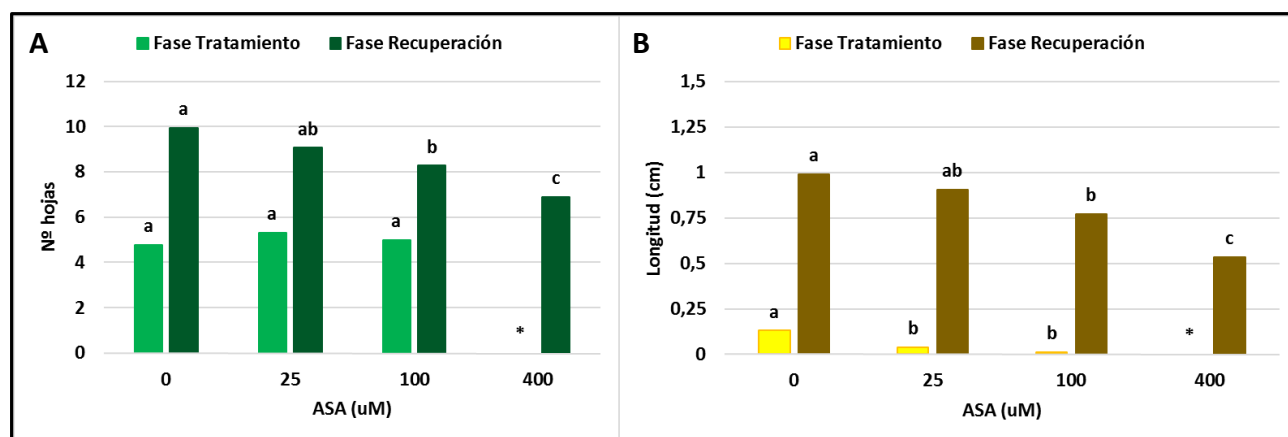 A
Fase Tratamiento Fase Recuperación
Nº hojas
12
a
10
ab
b
8
c
6
a
a
a
4
2
*
0
0 25 100 400
ASA (uM)
B
Fase Tratamiento Fase Recuperación
Longitud (cm)
1,5
1,25
a
1
ab
b
0,75
c
0,5
0,25
a
b
b
*
0
0 25 100 400
ASA (uM)